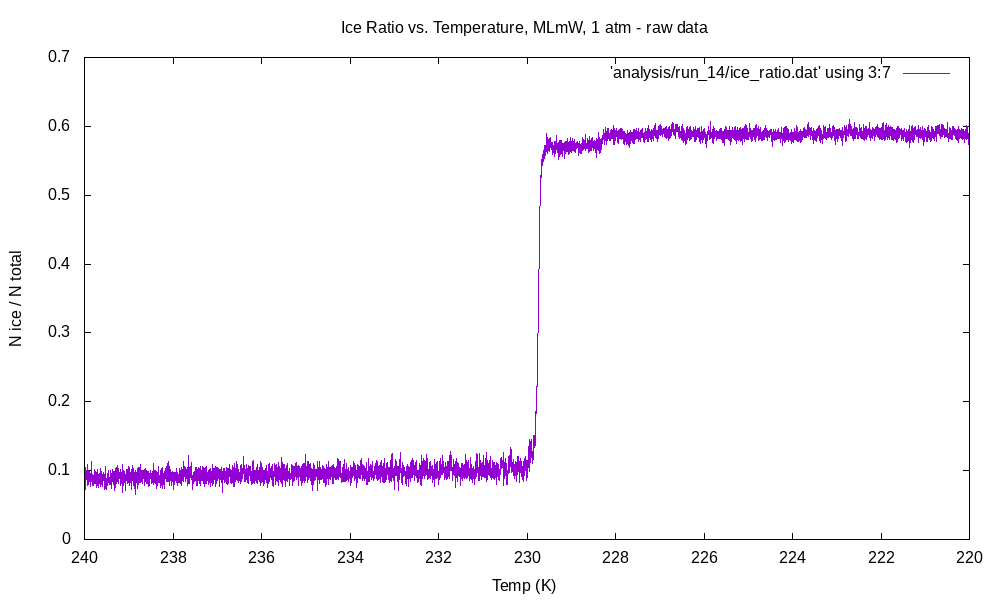 Ice Ratio vs. Temperature, MLmW, 1 atm - raw data
'analysis/run_14/ice_ratio.dat' using 3:7
N ice / N total
0.7
0.6
0.5
0.4
0.3
0.2
0.1
0
240 238 236 234 232 230 228 226 224 222 220
Temp (K)